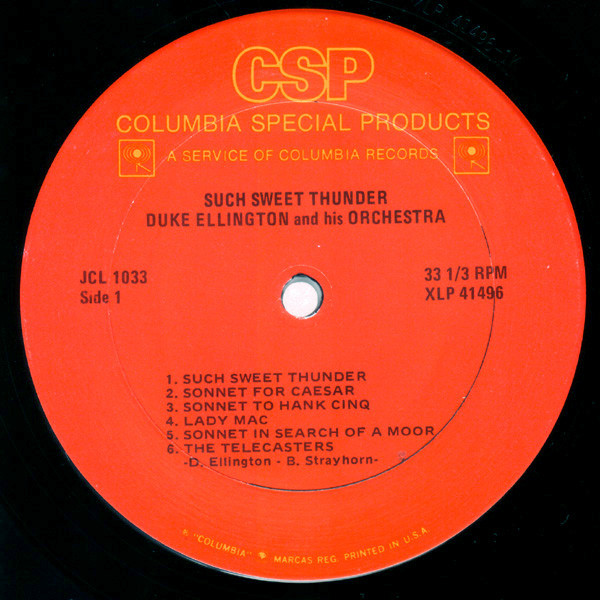 CSP
COLUMBIA SPECIAL PRODUCTS
A SERVICE OF COLUMBIA RECORDS
SUCH SWEET THUNDER
DUKE ELLINGTON and his ORCHESTRA
JCL 1033
Side 1
33 1/3 RPM
XLP 41496
1. SUCH SWEET THUNDER
2. SONNET FOR CAESAR
3. SONNET TO HANK CINQ
4. LADY MAC
5. SONNET IN SEARCH OF A MOOR
6. THE TELECASTERS
-D. Ellington - B. Strayhorn-
"COLUMBIA" MARCAS REG. PRINTED IN U.S.A.